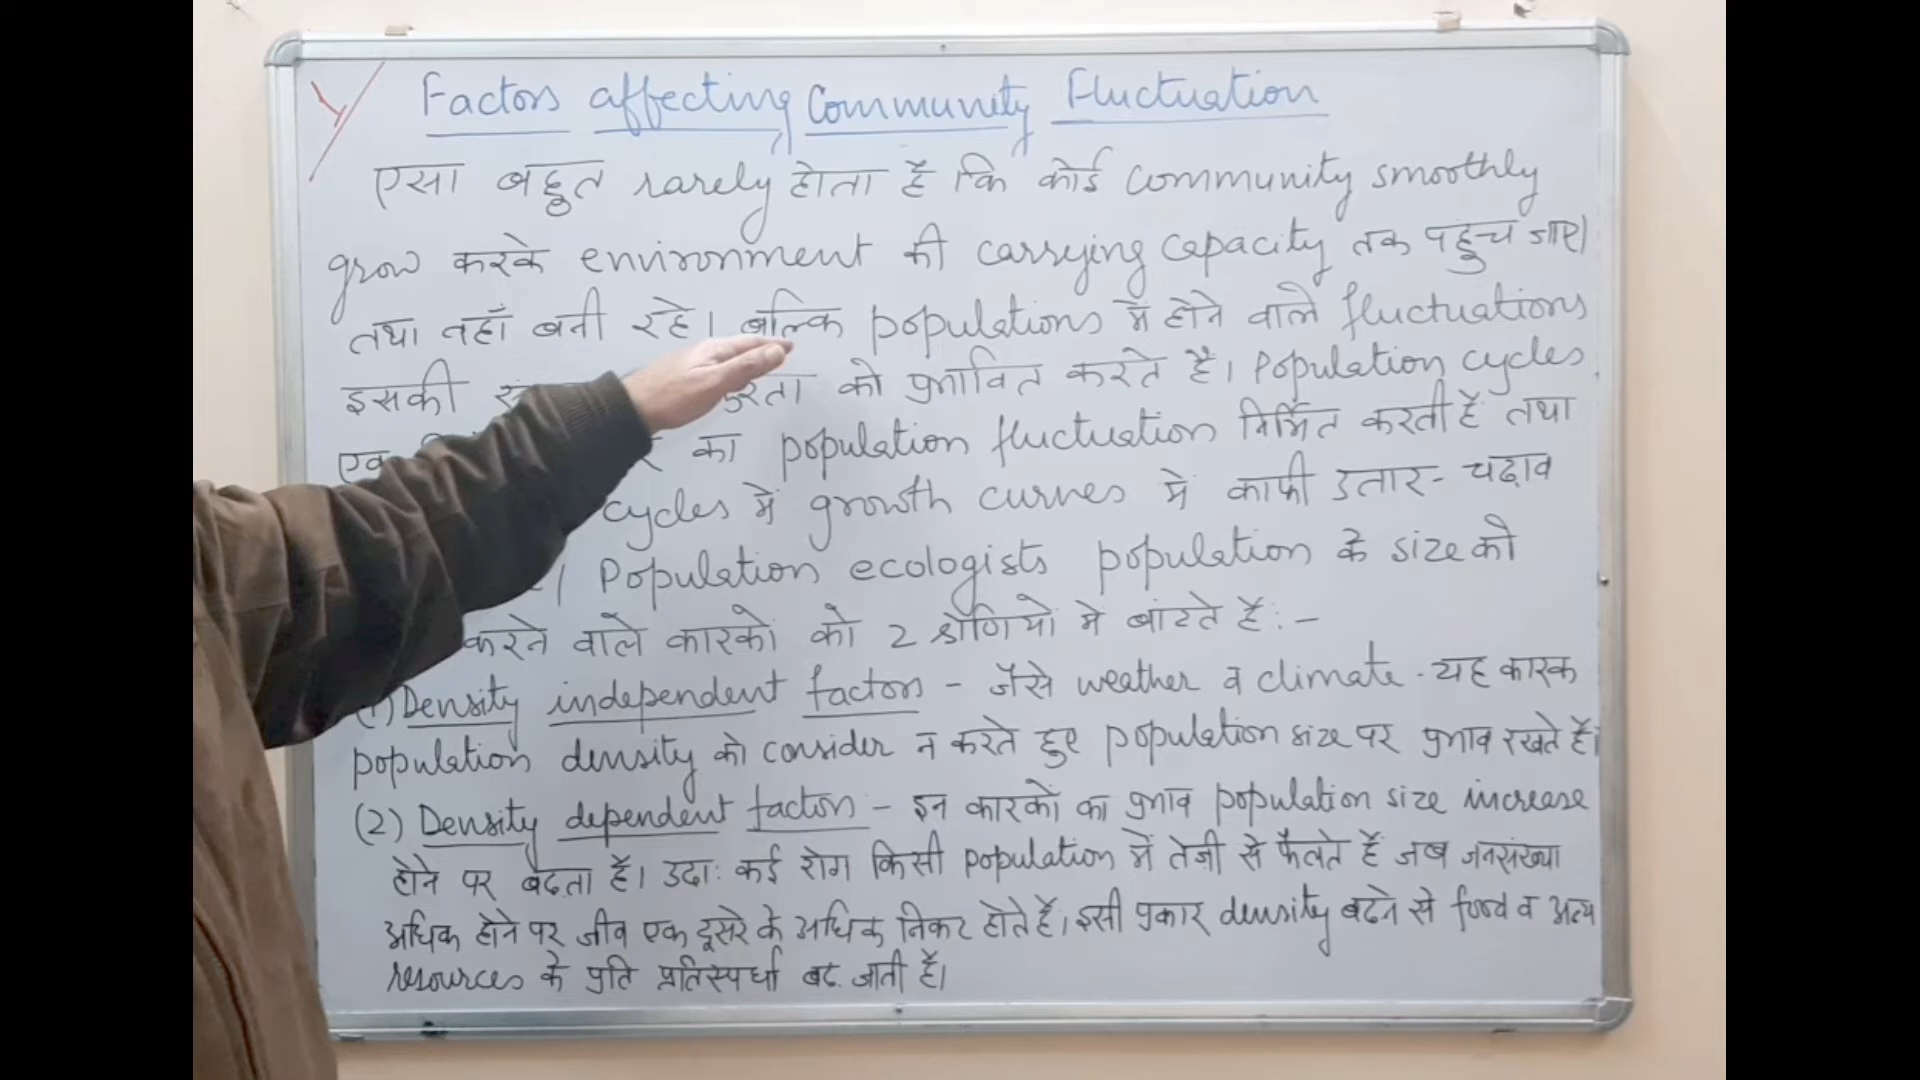 Factors affecting Community Fluctuation
एसा बहुत rarely होता है कि कोई community smoothly
grow करके environment की carrying capacity तक पहुच जाए।
तथा वहाँ बनी रहे। बल्कि populations में होने वाले fluctuations
इसकी को प्रभावित करते है। Population cycles
का population fluctuation निर्मित करती हैं तथा
cycles में growth curves मे काफी उतार-चढ़ाव
Population ecologists population के size को
करने वाले कारको को 2 श्रेणियो मे बांटते है:-
(1) Density independent factors - जैसे weather व climate. यह कारक
population density को consider न करते हुए population size पर प्रभाव रखते हैं।
(2) Density dependent factors - इन कारकों का प्रभाव population size increase
होने पर बढ़ता है। उदा: कई रोग किसी population में तेज़ी से फैलते हैं जब जनसंख्या
अधिक होने पर जीव एक दूसरे के अधिक निकट होते हैं। इसी प्रकार density बढने से food व अन्य
resources के प्रति प्रतिस्पर्धा बढ़ जाती है।